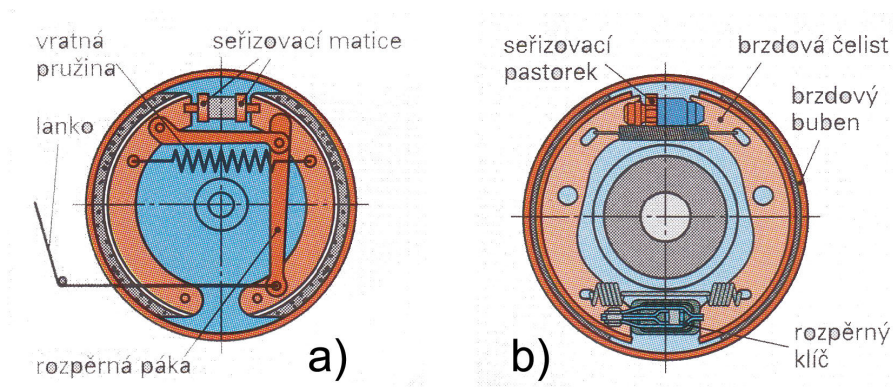 vratná
pružina
seřizovací matice
lanko
rozpěrná páka
a)
seřizovací
pastorek
brzdová čelist
brzdový
buben
rozpěrný
klíč
b)